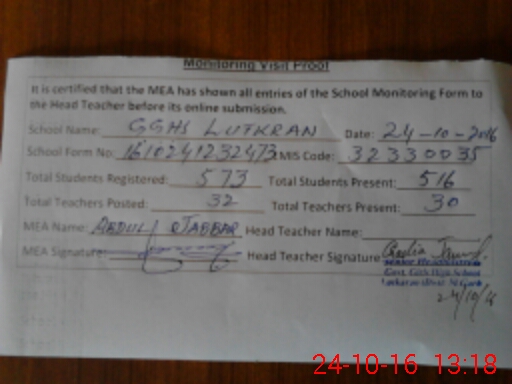 Monitoring Visit Proof
It is certified that the MEA has shown all entries of the School Monitoring Form to
the Head Teacher before its online submission.
School Name: GGHS LUTKRAN Date: 24-10-2016
School Form No: 1610241232473 EMIS Code: 32330035
Total Students Registered: 573 Total Students Present: 516
Total Teachers Posted: 32 Total Teachers Present: 30
MEA Name: ABDUL JABBAR Head Teacher Name:
MEA Signature: Head Teacher Signature
Senior Headmistress
Govt. Girls High School
24/10/16
24-10-16 13:18